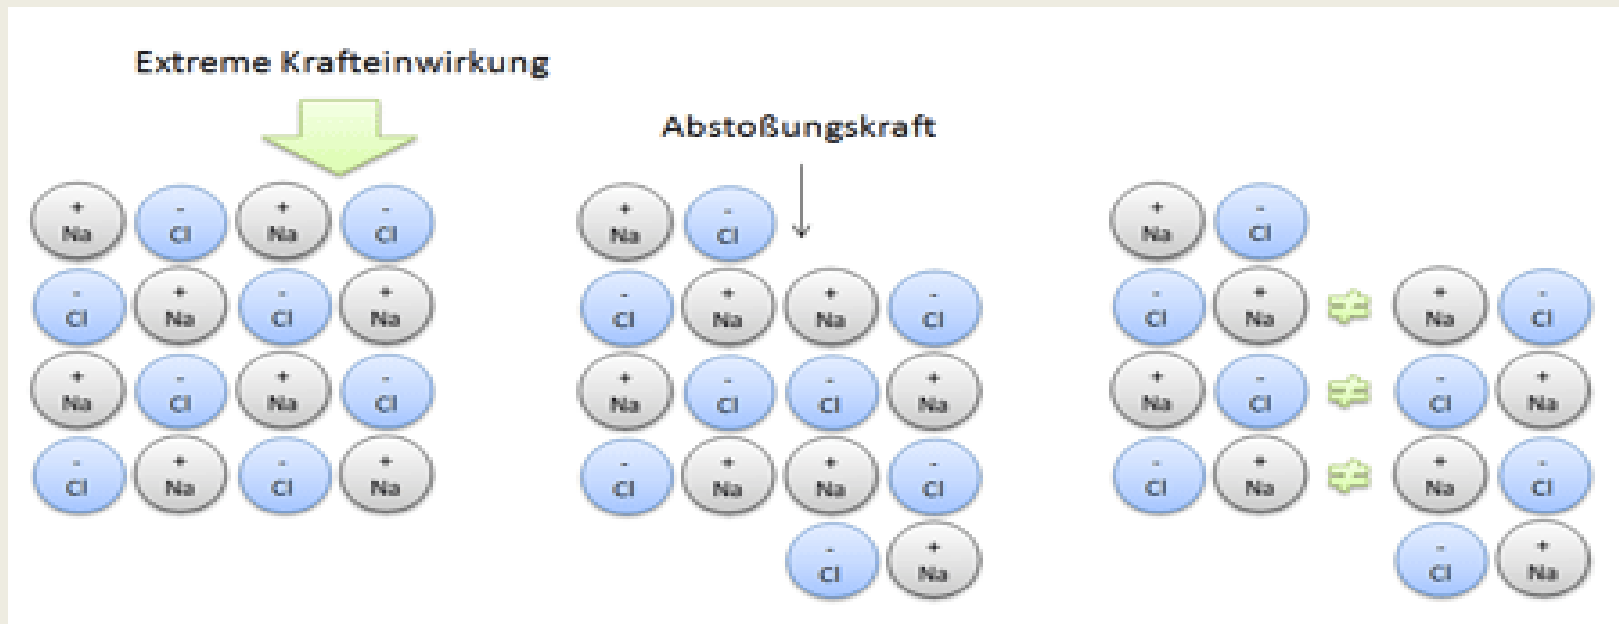 Extreme Krafteinwirkung
+ - + -
Na Cl Na Cl
- + - +
Cl Na Cl Na
+ - + -
Na Cl Na Cl
- + - +
Cl Na Cl Na
Abstoßungskraft
+ -
Na Cl
- + + -
Cl Na Na Cl
+ - - +
Na Cl Cl Na
- + + -
Cl Na Na Cl
- +
Cl Na
+ -
Na Cl
- + + -
Cl Na ≠ Na Cl
+ - - +
Na Cl ≠ Cl Na
- + + -
Cl Na ≠ Na Cl
- +
Cl Na